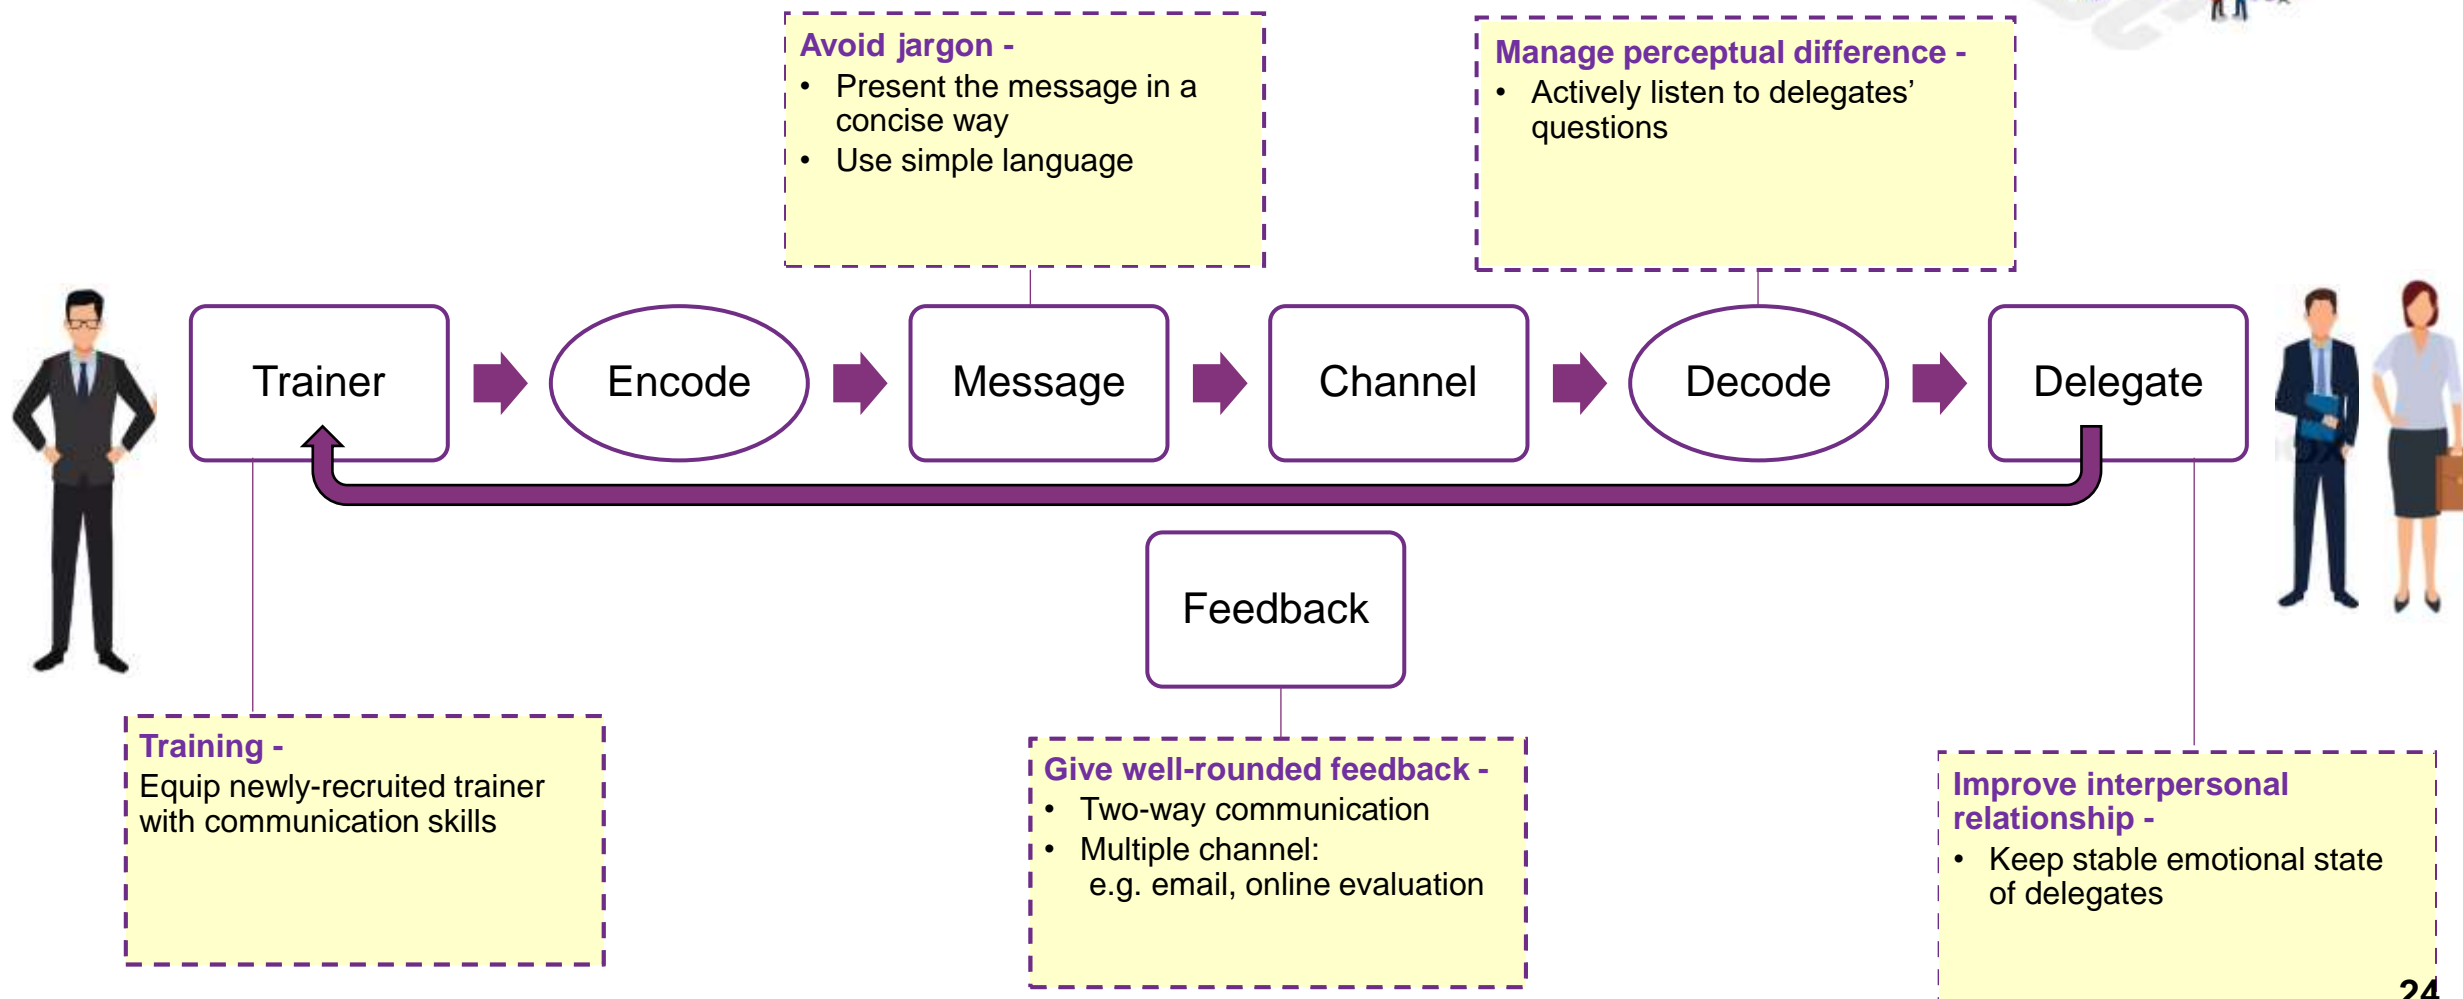 Avoid jargon -
• Present the message in a
concise way
• Use simple language
Manage perceptual difference -
• Actively listen to delegates’
questions
Trainer
Encode
Message
Channel
Decode
Delegate
Feedback
Training -
Equip newly-recruited trainer
with communication skills
Give well-rounded feedback -
• Two-way communication
• Multiple channel:
e.g. email, online evaluation
Improve interpersonal
relationship -
• Keep stable emotional state
of delegates
24